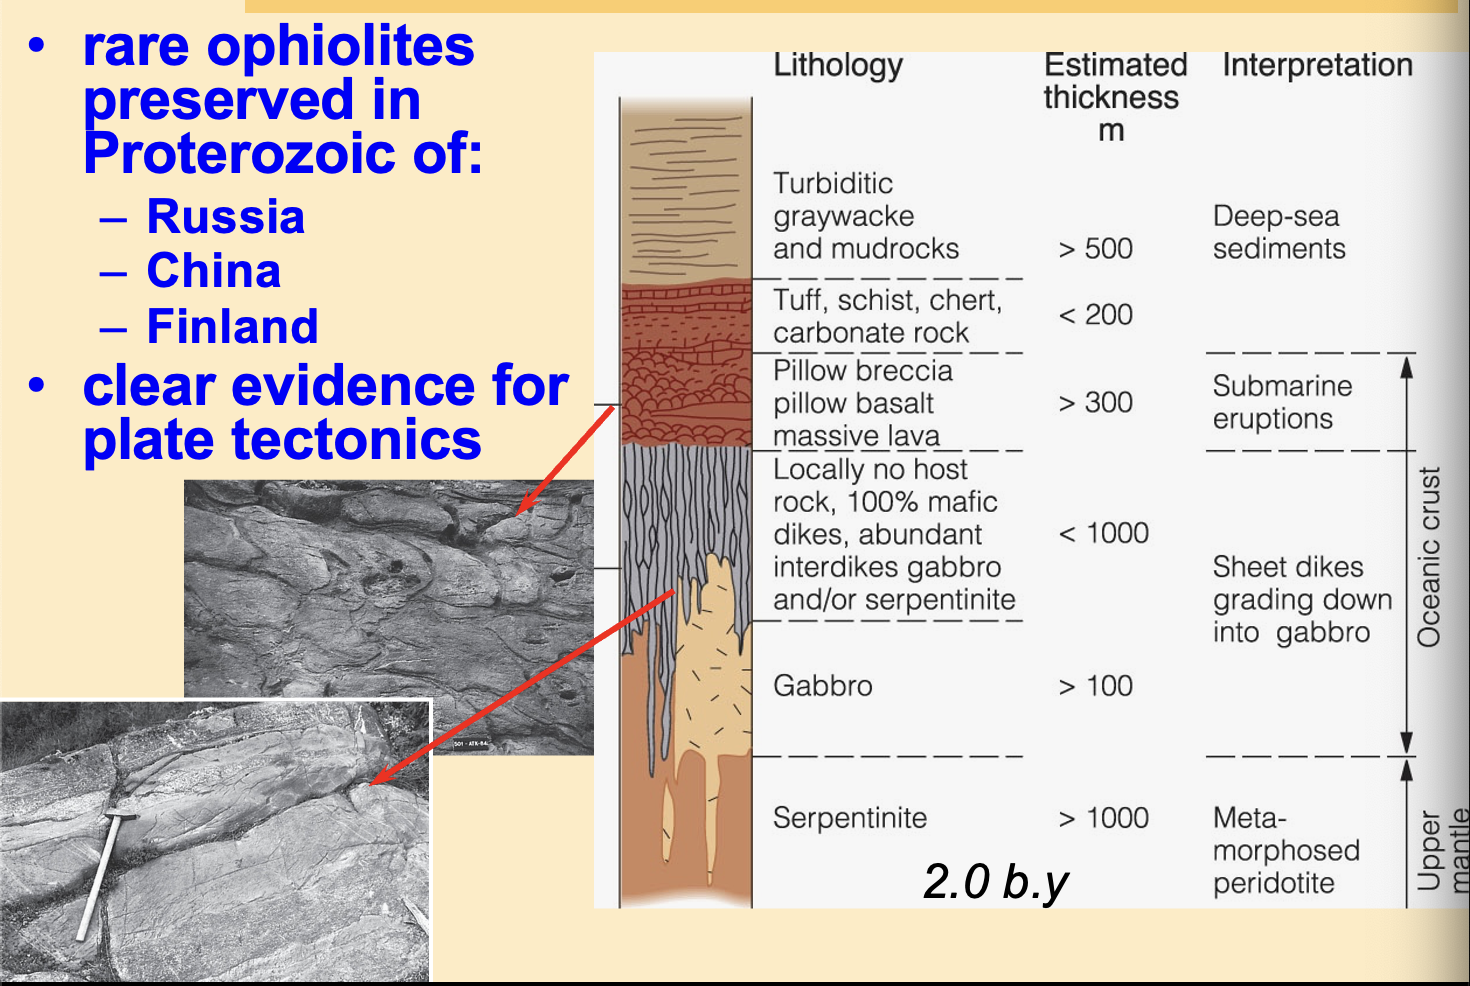 • rare ophiolites
preserved in
Proterozoic of:
– Russia
– China
– Finland
• clear evidence for
plate tectonics
Lithology
Estimated
thickness
m
Interpretation
Turbiditic
graywacke
and mudrocks
> 500
Deep-sea
sediments
Tuff, schist, chert,
carbonate rock
< 200
Pillow breccia
pillow basalt
massive lava
> 300
Submarine
eruptions
Locally no host
rock, 100% mafic
dikes, abundant
interdikes gabbro
and/or serpentinite
< 1000
Sheet dikes
grading down
into gabbro
Gabbro
> 100
Oceanic crust
Serpentinite
> 1000
Meta-
morphosed
peridotite
Upper
mantle
2.0 b.y